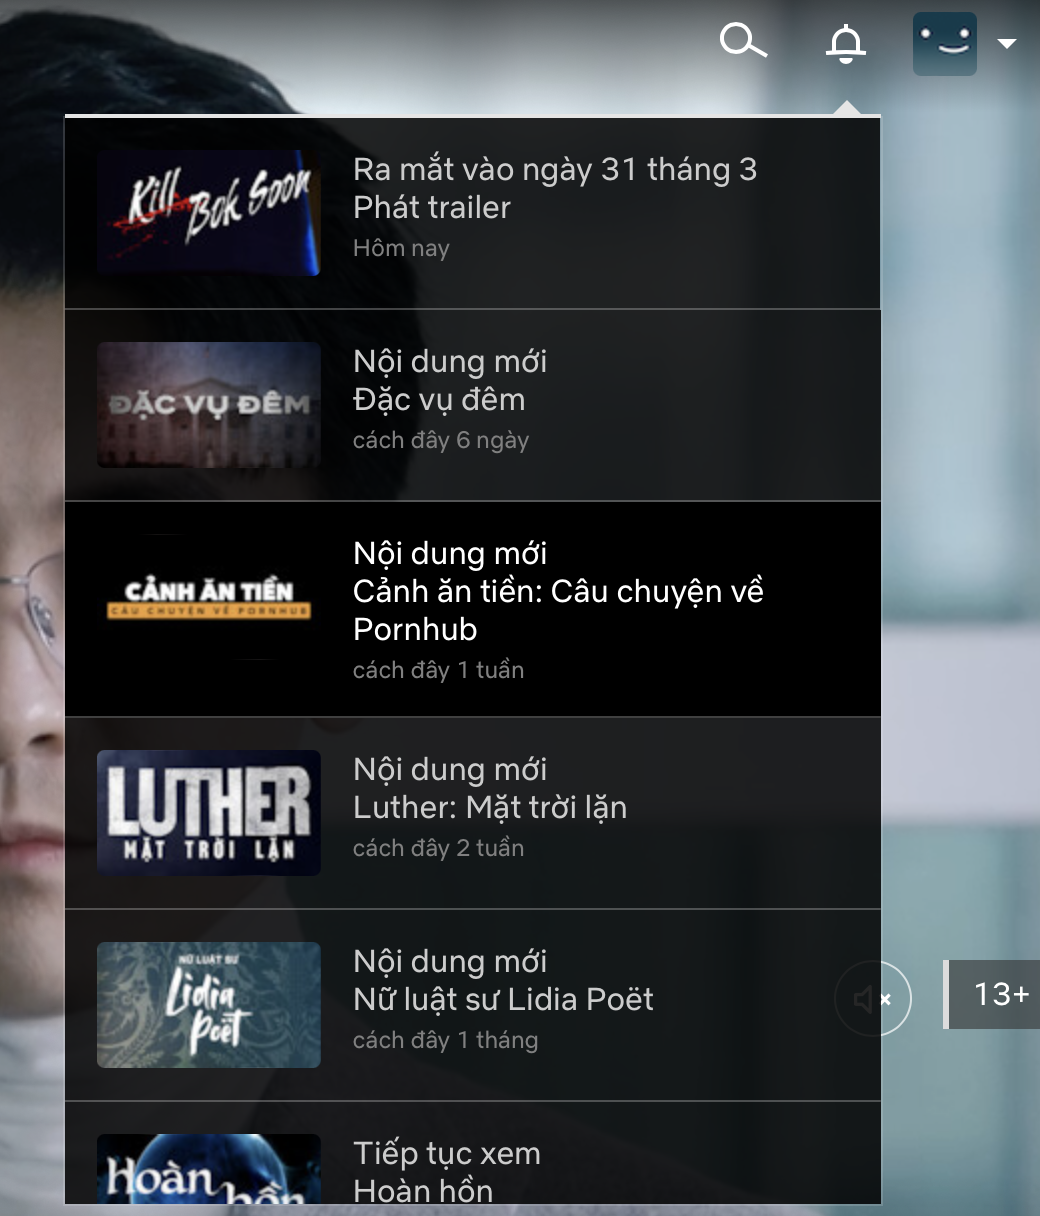 Kill Bok Soon
Ra mắt vào ngày 31 tháng 3
Phát trailer
Hôm nay
ĐẶC VỤ ĐÊM
Nội dung mới
Đặc vụ đêm
cách đây 6 ngày
CẢNH ĂN TIỀN
CÂU CHUYỆN VỀ PORNHUB
Nội dung mới
Cảnh ăn tiền: Câu chuyện về
Pornhub
cách đây 1 tuần
LUTHER
MẶT TRỜI LẶN
Nội dung mới
Luther: Mặt trời lặn
cách đây 2 tuần
NỮ LUẬT SƯ
Lidia
Poët
Nội dung mới
Nữ luật sư Lidia Poët
cách đây 1 tháng
13+
Hoàn
hồn
Tiếp tục xem
Hoàn hồn